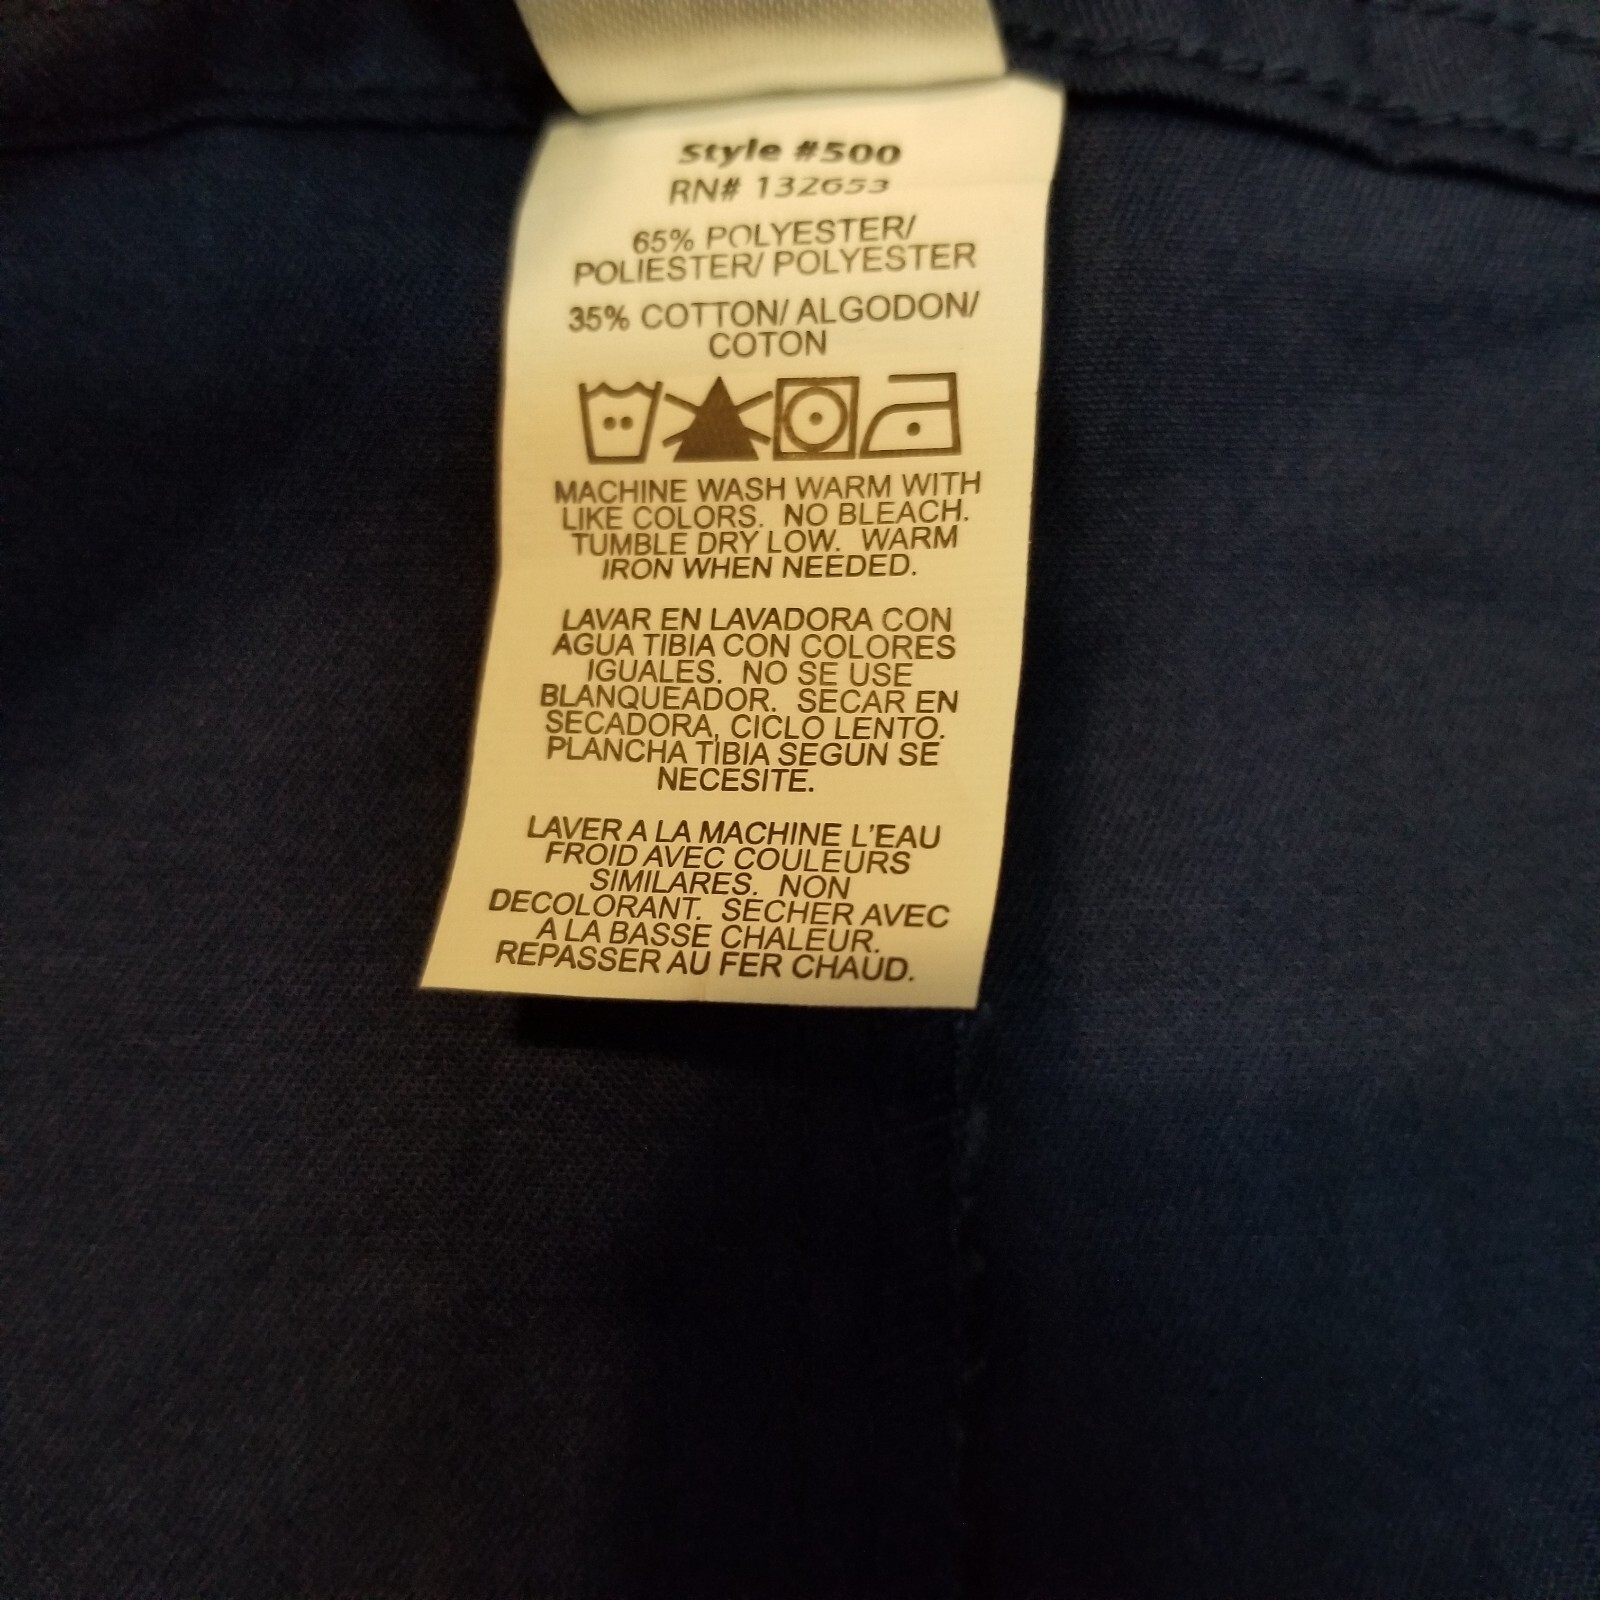 Style #500
RN# 132653
65% POLYESTER/
POLIESTER/ POLYESTER
35% COTTON/ ALGODON/
COTON
MACHINE WASH WARM WITH
LIKE COLORS. NO BLEACH.
TUMBLE DRY LOW. WARM
IRON WHEN NEEDED.
LAVAR EN LAVADORA CON
AGUA TIBIA CON COLORES
IGUALES. NO SE USE
BLANQUEADOR. SECAR EN
SECADORA, CICLO LENTO.
PLANCHA TIBIA SEGUN SE
NECESITE.
LAVER A LA MACHINE L'EAU
FROID AVEC COULEURS
SIMILARES. NON
DECOLORANT. SECHER AVEC
A LA BASSE CHALEUR.
REPASSER AU FER CHAUD.